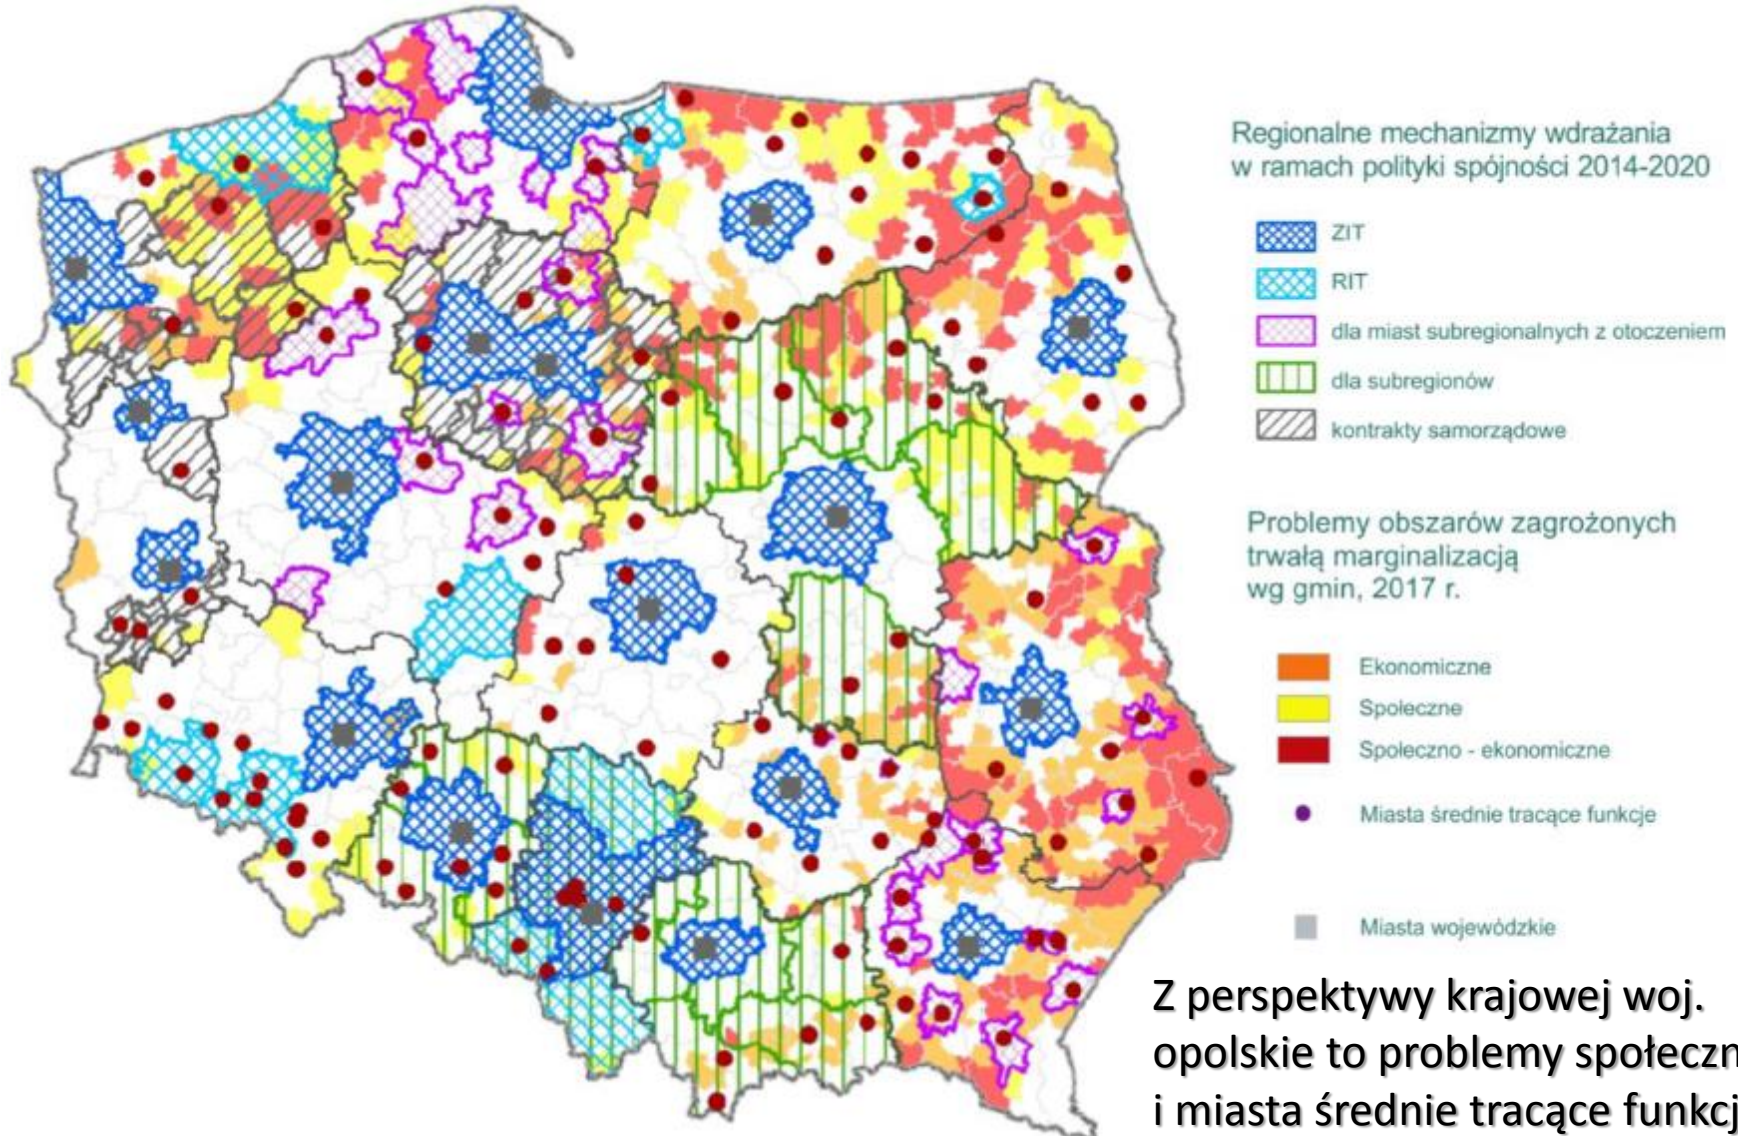 Regionalne mechanizmy wdrażania
w ramach polityki spójności 2014-2020
ZIT
RIT
dla miast subregionalnych z otoczeniem
dla subregionów
kontrakty samorządowe
Problemy obszarów zagrożonych
trwałą marginalizacją
wg gmin, 2017 r.
Ekonomiczne
Społeczne
Społeczno - ekonomiczne
Miasta średnie tracące funkcje
Miasta wojewódzkie
Z perspektywy krajowej woj.
opolskie to problemy społeczn
i miasta średnie tracące funkcj